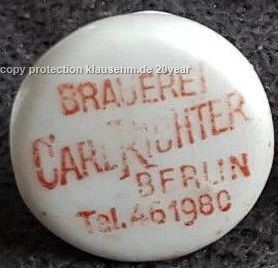 copy protection klausehm.de 20year
BRAUEREI
CARL RICHTER
BERLIN
Tel. 461980